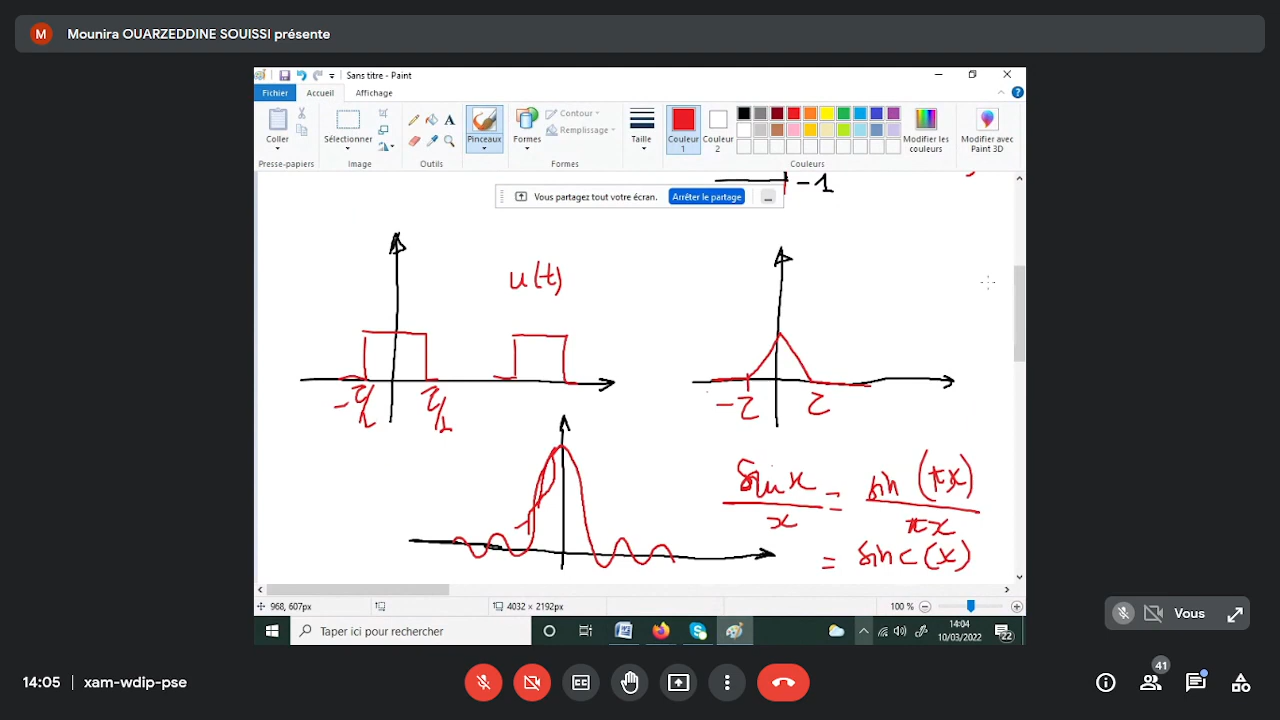 M Mounira OUARZEDDINE SOUISSI présente
Sans titre - Paint
Fichier Accueil Affichage
Coller
Sélectionner
Pinceaux
Formes
Contour
Remplissage
Taille
Couleur 1
Couleur 2
Modifier les couleurs
Modifier avec Paint 3D
Presse-papiers Image Outils Formes Couleurs
Vous partagez tout votre écran. Arrêter le partage
-1
u(t)
-τ/2 τ/2
-τ τ
sin x / x = sin (πx) / πx
= sinc (x)
968, 607px 4032 × 2192px 100 %
Taper ici pour rechercher
14:04
10/03/2022
22
Vous
14:05 | xam-wdip-pse
CC
41